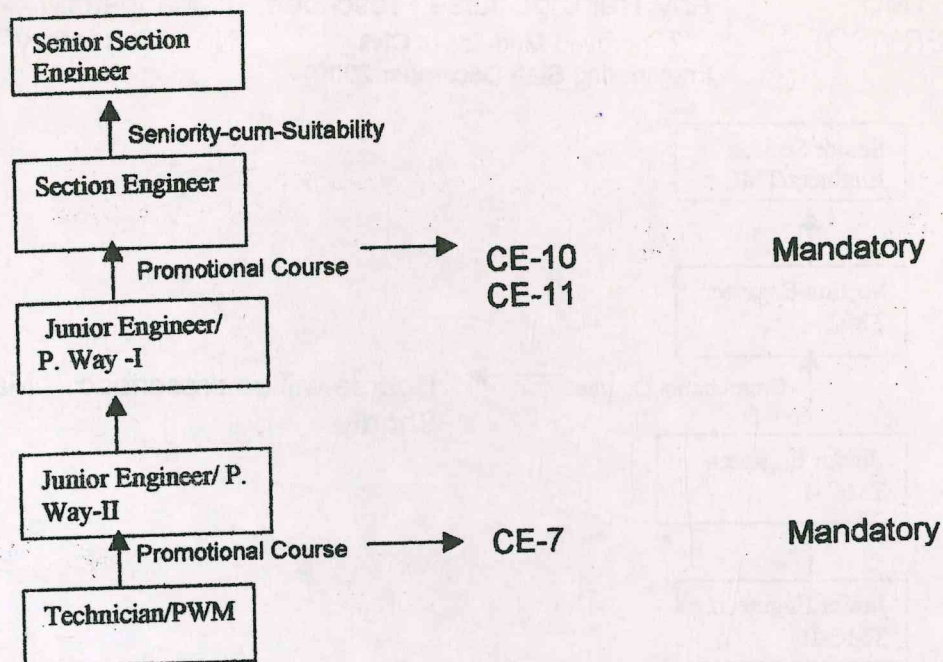 Senior Section
Engineer
Seniority-cum-Suitability
Section Engineer
Promotional Course
CE-10
Mandatory
CE-11
Junior Engineer/
P. Way -I
Junior Engineer/ P.
Way-II
Promotional Course
CE-7
Mandatory
Technician/PWM